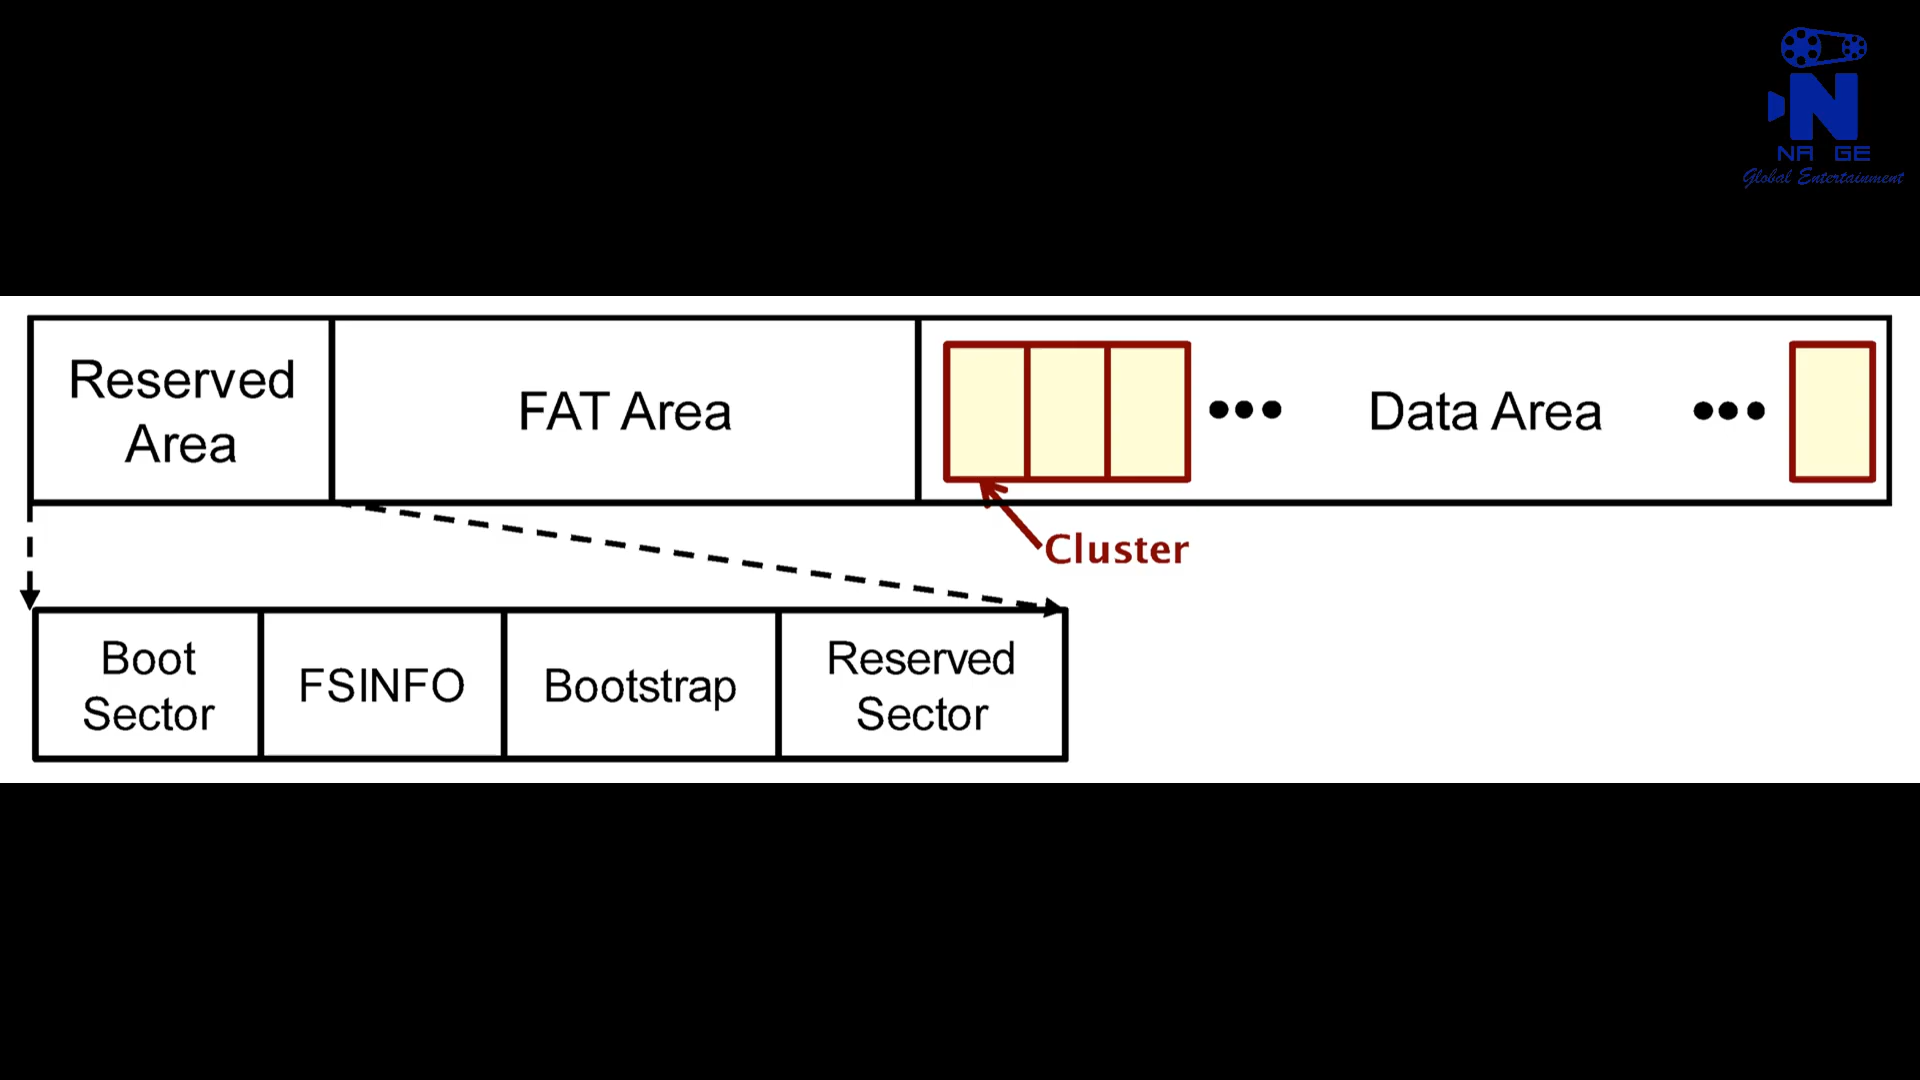 N
NA GE
Global Entertainment
Reserved
Area
FAT Area
••• Data Area •••
Cluster
Boot
Sector
FSINFO
Bootstrap
Reserved
Sector